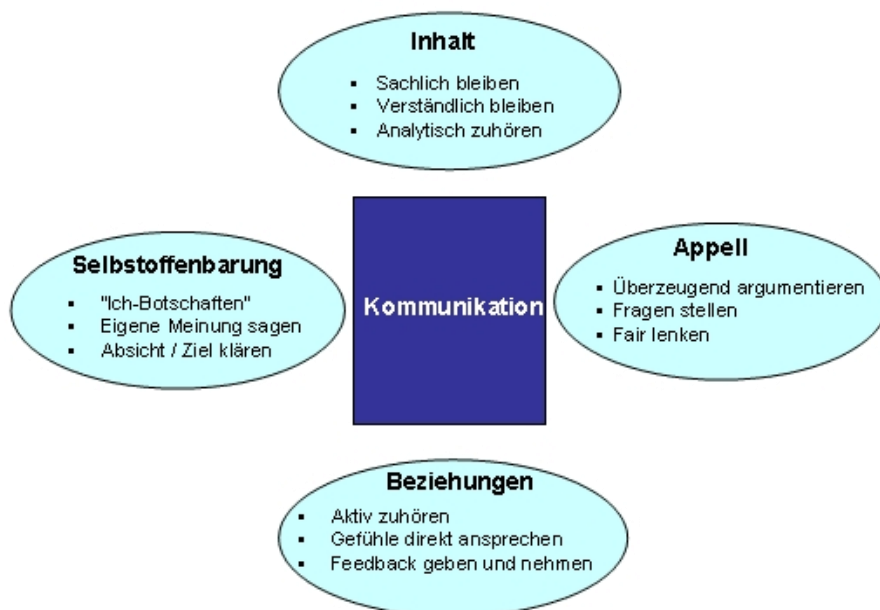 Inhalt
▪ Sachlich bleiben
▪ Verständlich bleiben
▪ Analytisch zuhören
Selbstoffenbarung
▪ "Ich-Botschaften"
▪ Eigene Meinung sagen
▪ Absicht / Ziel klären
Kommunikation
Appell
▪ Überzeugend argumentieren
▪ Fragen stellen
▪ Fair lenken
Beziehungen
▪ Aktiv zuhören
▪ Gefühle direkt ansprechen
▪ Feedback geben und nehmen